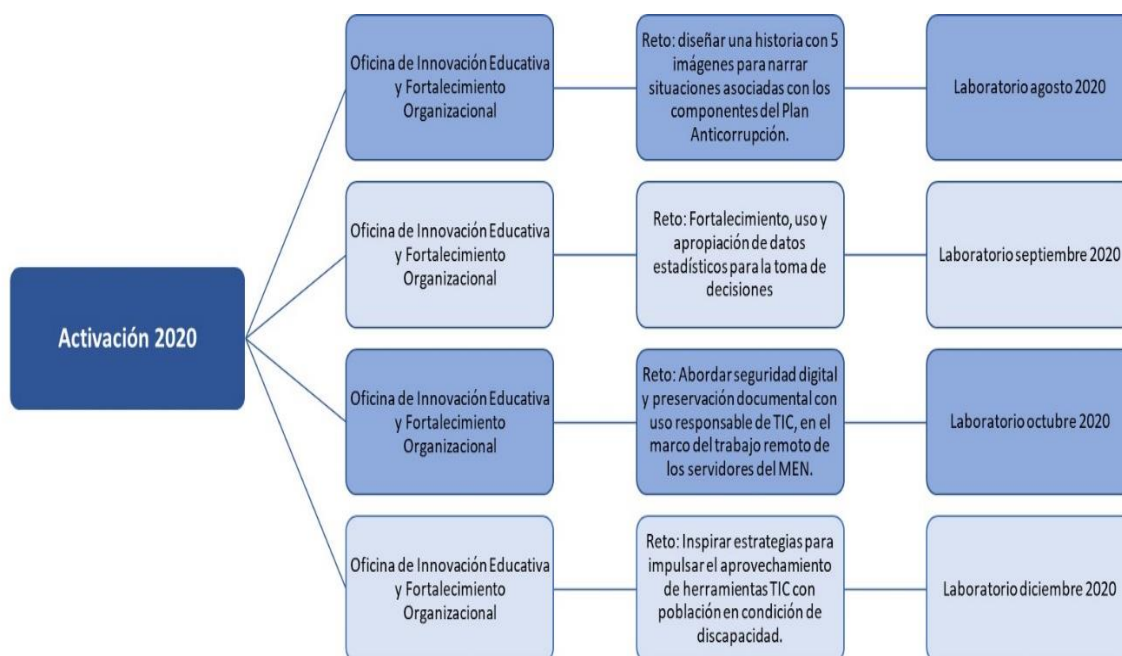 Oficina de Innovación Educativa
y Fortalecimiento
Organizacional
Reto: diseñar una historia con 5
imágenes para narrar
situaciones asociadas con los
componentes del Plan
Anticorrupción.
Laboratorio agosto 2020
Oficina de Innovación Educativa
y Fortalecimiento
Organizacional
Reto: Fortalecimiento, uso y
apropiación de datos
estadísticos para la toma de
decisiones
Laboratorio septiembre 2020
Activación 2020
Oficina de Innovación Educativa
y Fortalecimiento
Organizacional
Reto: Abordar seguridad digital
y preservación documental con
uso responsable de TIC, en el
marco del trabajo remoto de
los servidores del MEN.
Laboratorio octubre 2020
Oficina de Innovación Educativa
y Fortalecimiento
Organizacional
Reto: Inspirar estrategias para
impulsar el aprovechamiento
de herramientas TIC con
población en condición de
discapacidad.
Laboratorio diciembre 2020